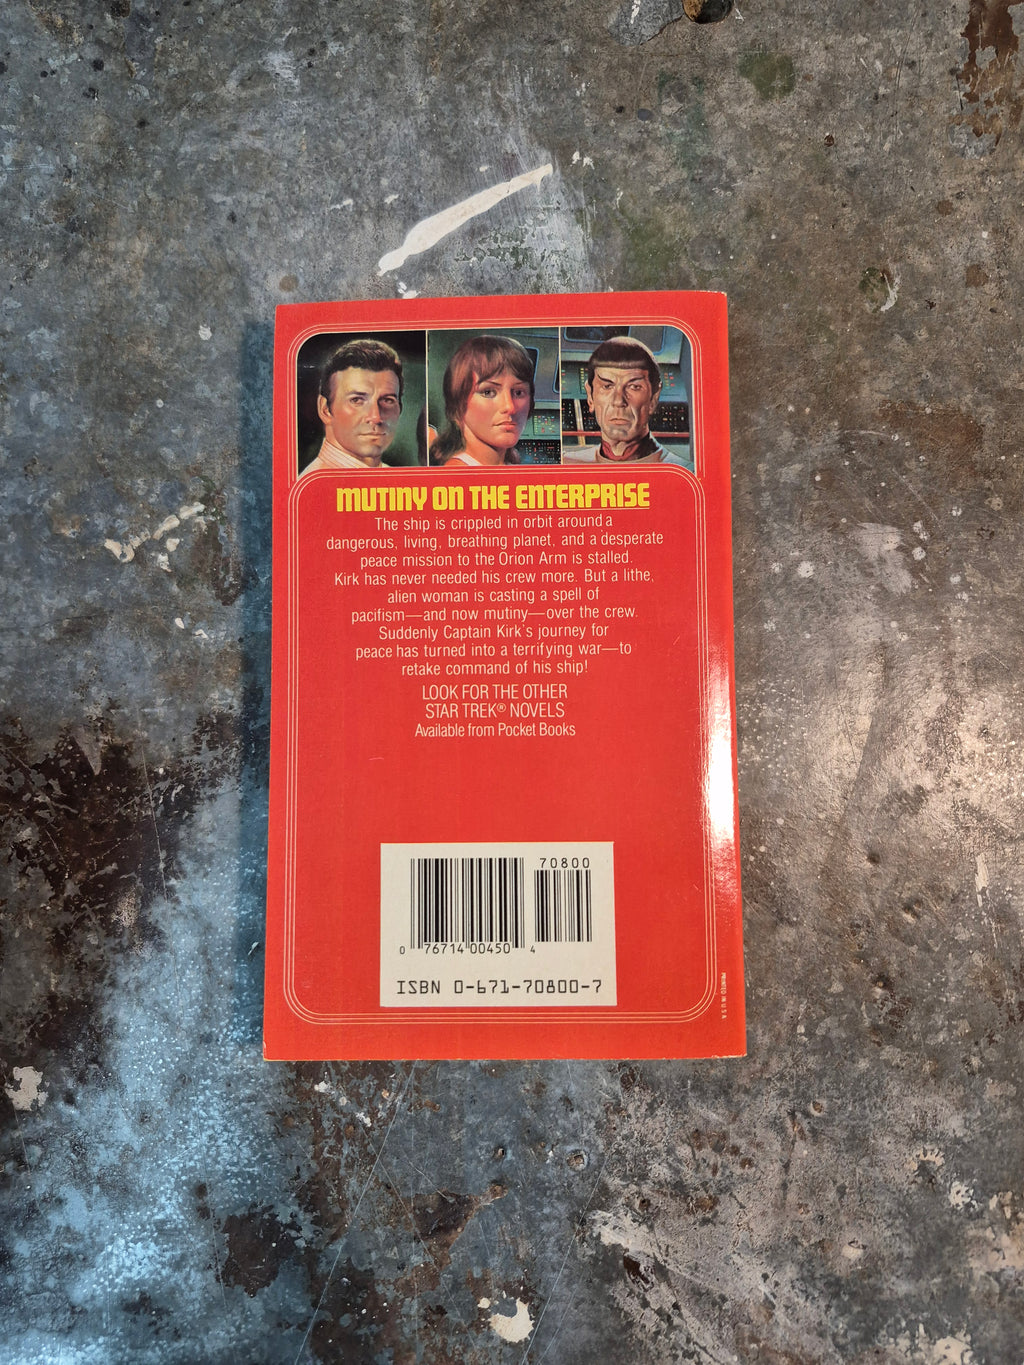 MUTINY ON THE ENTERPRISE
The ship is crippled in orbit around a
dangerous, living, breathing planet, and a desperate
peace mission to the Orion Arm is stalled.
Kirk has never needed his crew more. But a lithe,
alien woman is casting a spell of
pacifism—and now mutiny—over the crew.
Suddenly Captain Kirk's journey for
peace has turned into a terrifying war—to
retake command of his ship!
LOOK FOR THE OTHER
STAR TREK® NOVELS
Available from Pocket Books
70800
0 76714 00450 4
ISBN 0-671-70800-7
PRINTED IN U.S.A.